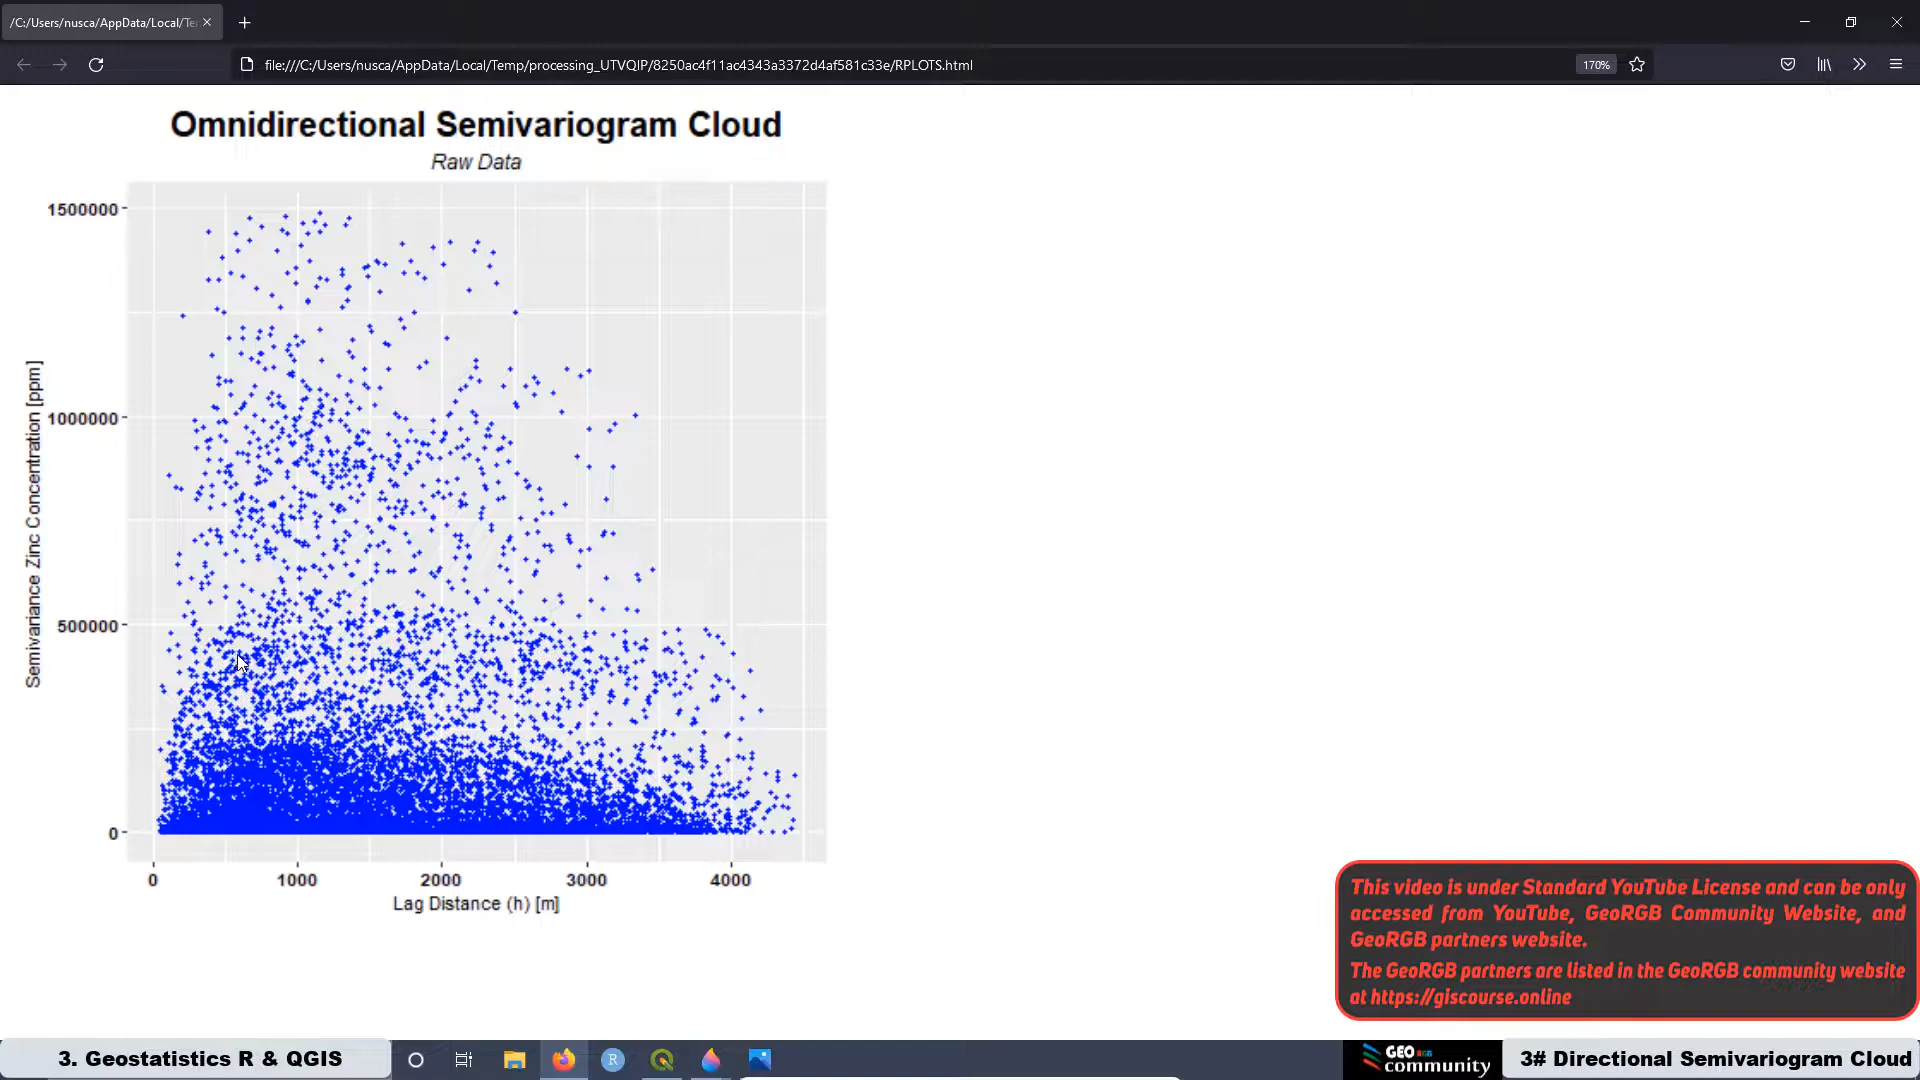 /C:/Users/nusca/AppData/Local/Te
file:///C:/Users/nusca/AppData/Local/Temp/processing_UTVQIP/8250ac4f11ac4343a3372d4af581c33e/RPLOTS.html
170%
Omnidirectional Semivariogram Cloud
Raw Data
Semivariance Zinc Concentration [ppm]
1500000
1000000
500000
0
0 1000 2000 3000 4000
Lag Distance (h) [m]
This video is under Standard YouTube License and can be only
accessed from YouTube, GeoRGB Community Website, and
GeoRGB partners website.
The GeoRGB partners are listed in the GeoRGB community website
at https://giscourse.online
3. Geostatistics R & QGIS
R
GEO RGB
community
3# Directional Semivariogram Cloud